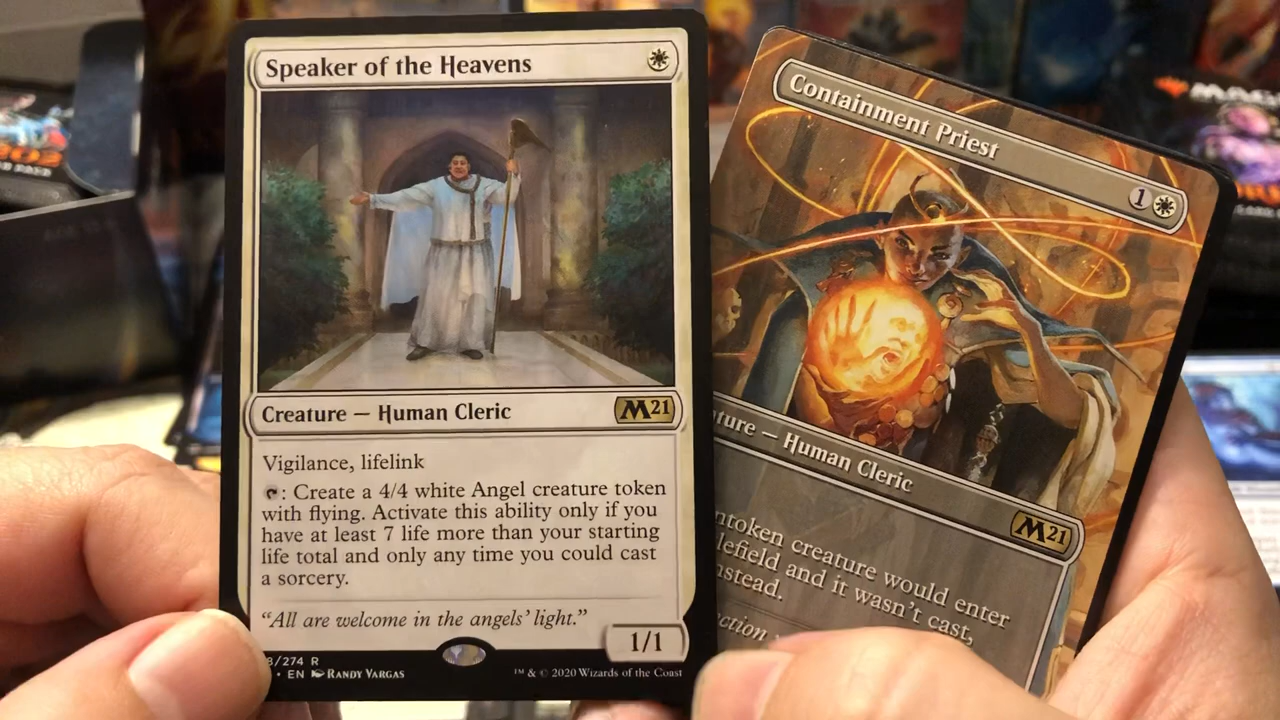 Speaker of the Heavens
Creature — Human Cleric
M21
Vigilance, lifelink
: Create a 4/4 white Angel creature token
with flying. Activate this ability only if you
have at least 7 life more than your starting
life total and only any time you could cast
a sorcery.
“All are welcome in the angels’ light.”
1/1
/274 R
• EN RANDY VARGAS
™ & © 2020 Wizards of the Coast
Containment Priest
1
ture — Human Cleric
M21
ntoken creature would enter
lefield and it wasn’t cast,
nstead.
ction
MAG